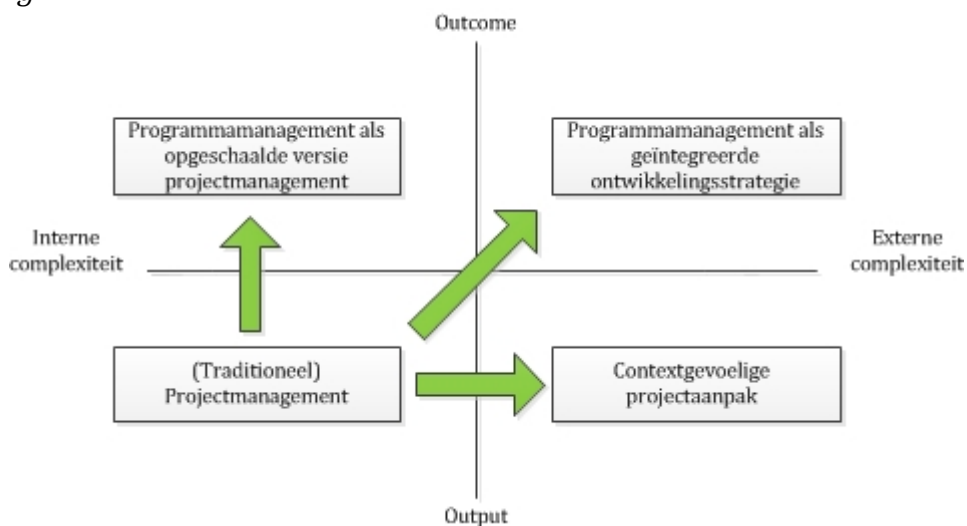 Outcome
Programmamanagement als
opgeschaalde versie
projectmanagement
Programmamanagement als
geïntegreerde
ontwikkelingsstrategie
Interne
complexiteit
Externe
complexiteit
(Traditioneel)
Projectmanagement
Contextgevoelige
projectaanpak
Output